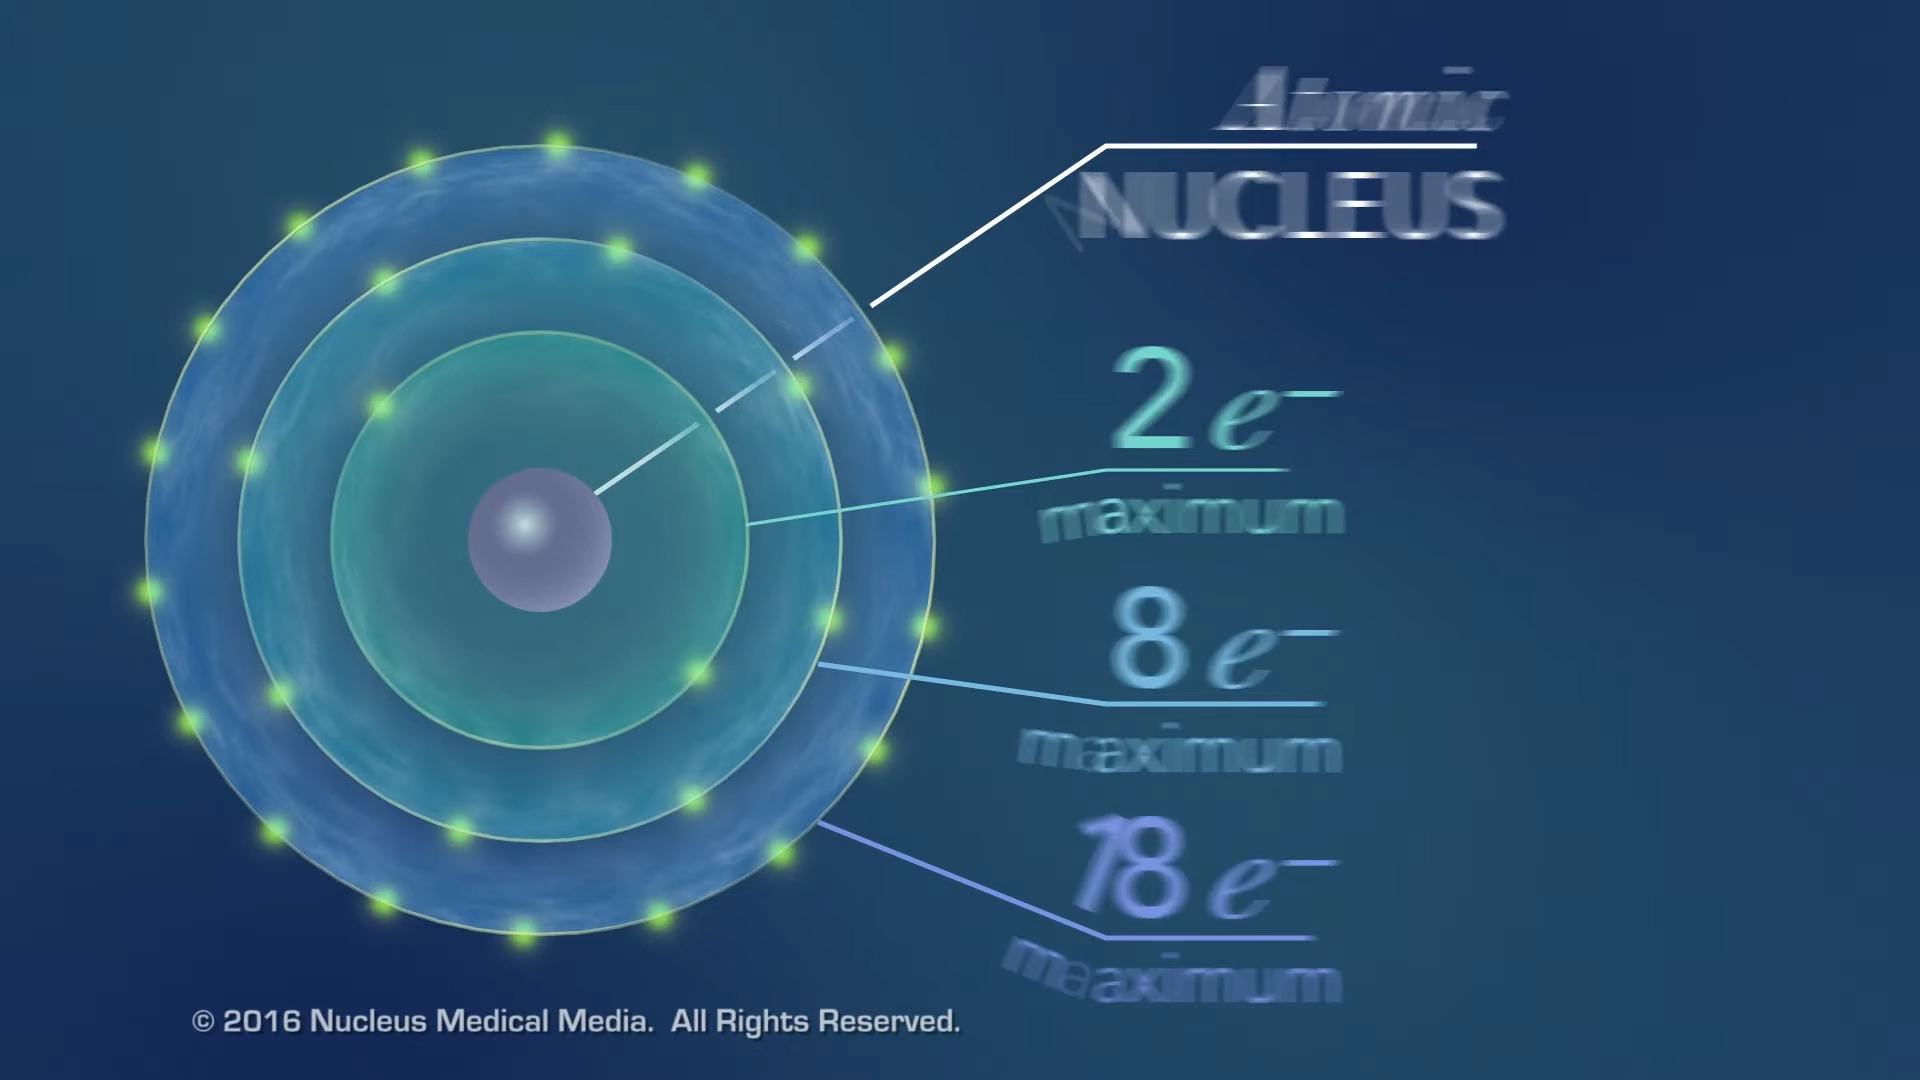 Atomic
NUCLEUS
2 e⁻
maximum
8 e⁻
maximum
18 e⁻
maximum
© 2016 Nucleus Medical Media. All Rights Reserved.